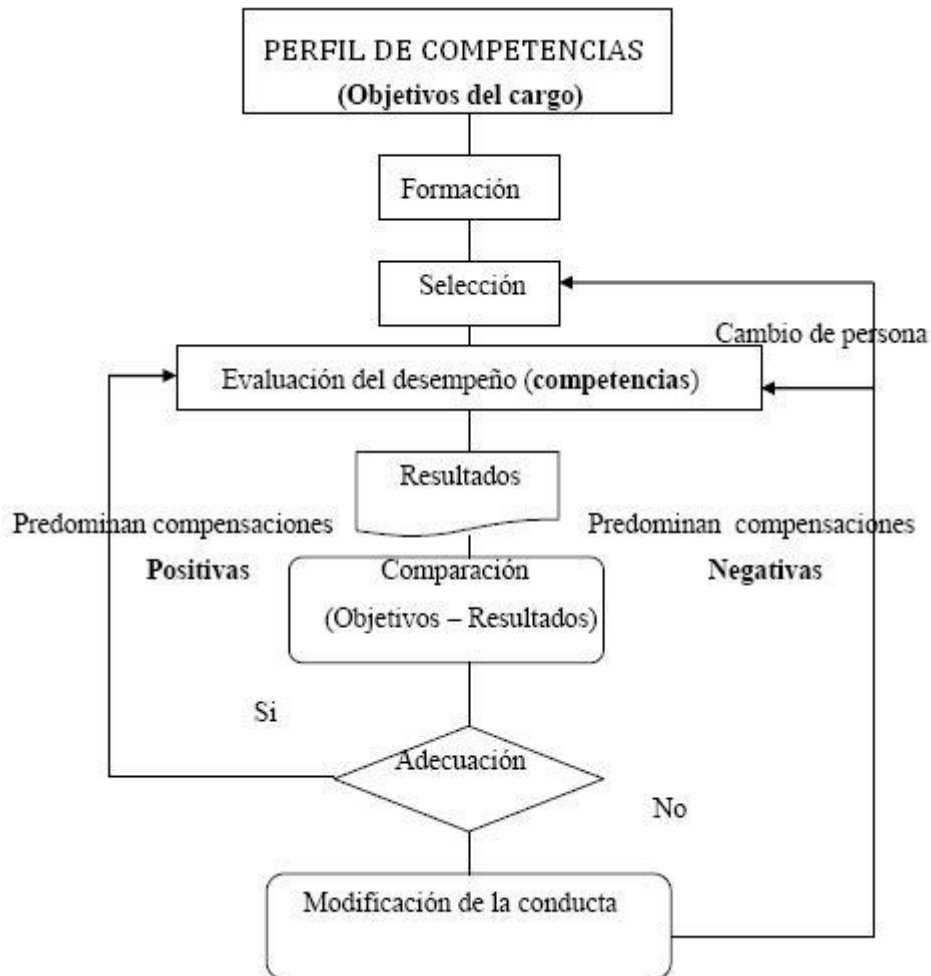 PERFIL DE COMPETENCIAS
(Objetivos del cargo)
Formación
Selección
Cambio de persona
Evaluación del desempeño (competencias)
Resultados
Predominan compensaciones
Positivas
Predominan compensaciones
Negativas
Comparación
(Objetivos – Resultados)
Si
Adecuación
No
Modificación de la conducta